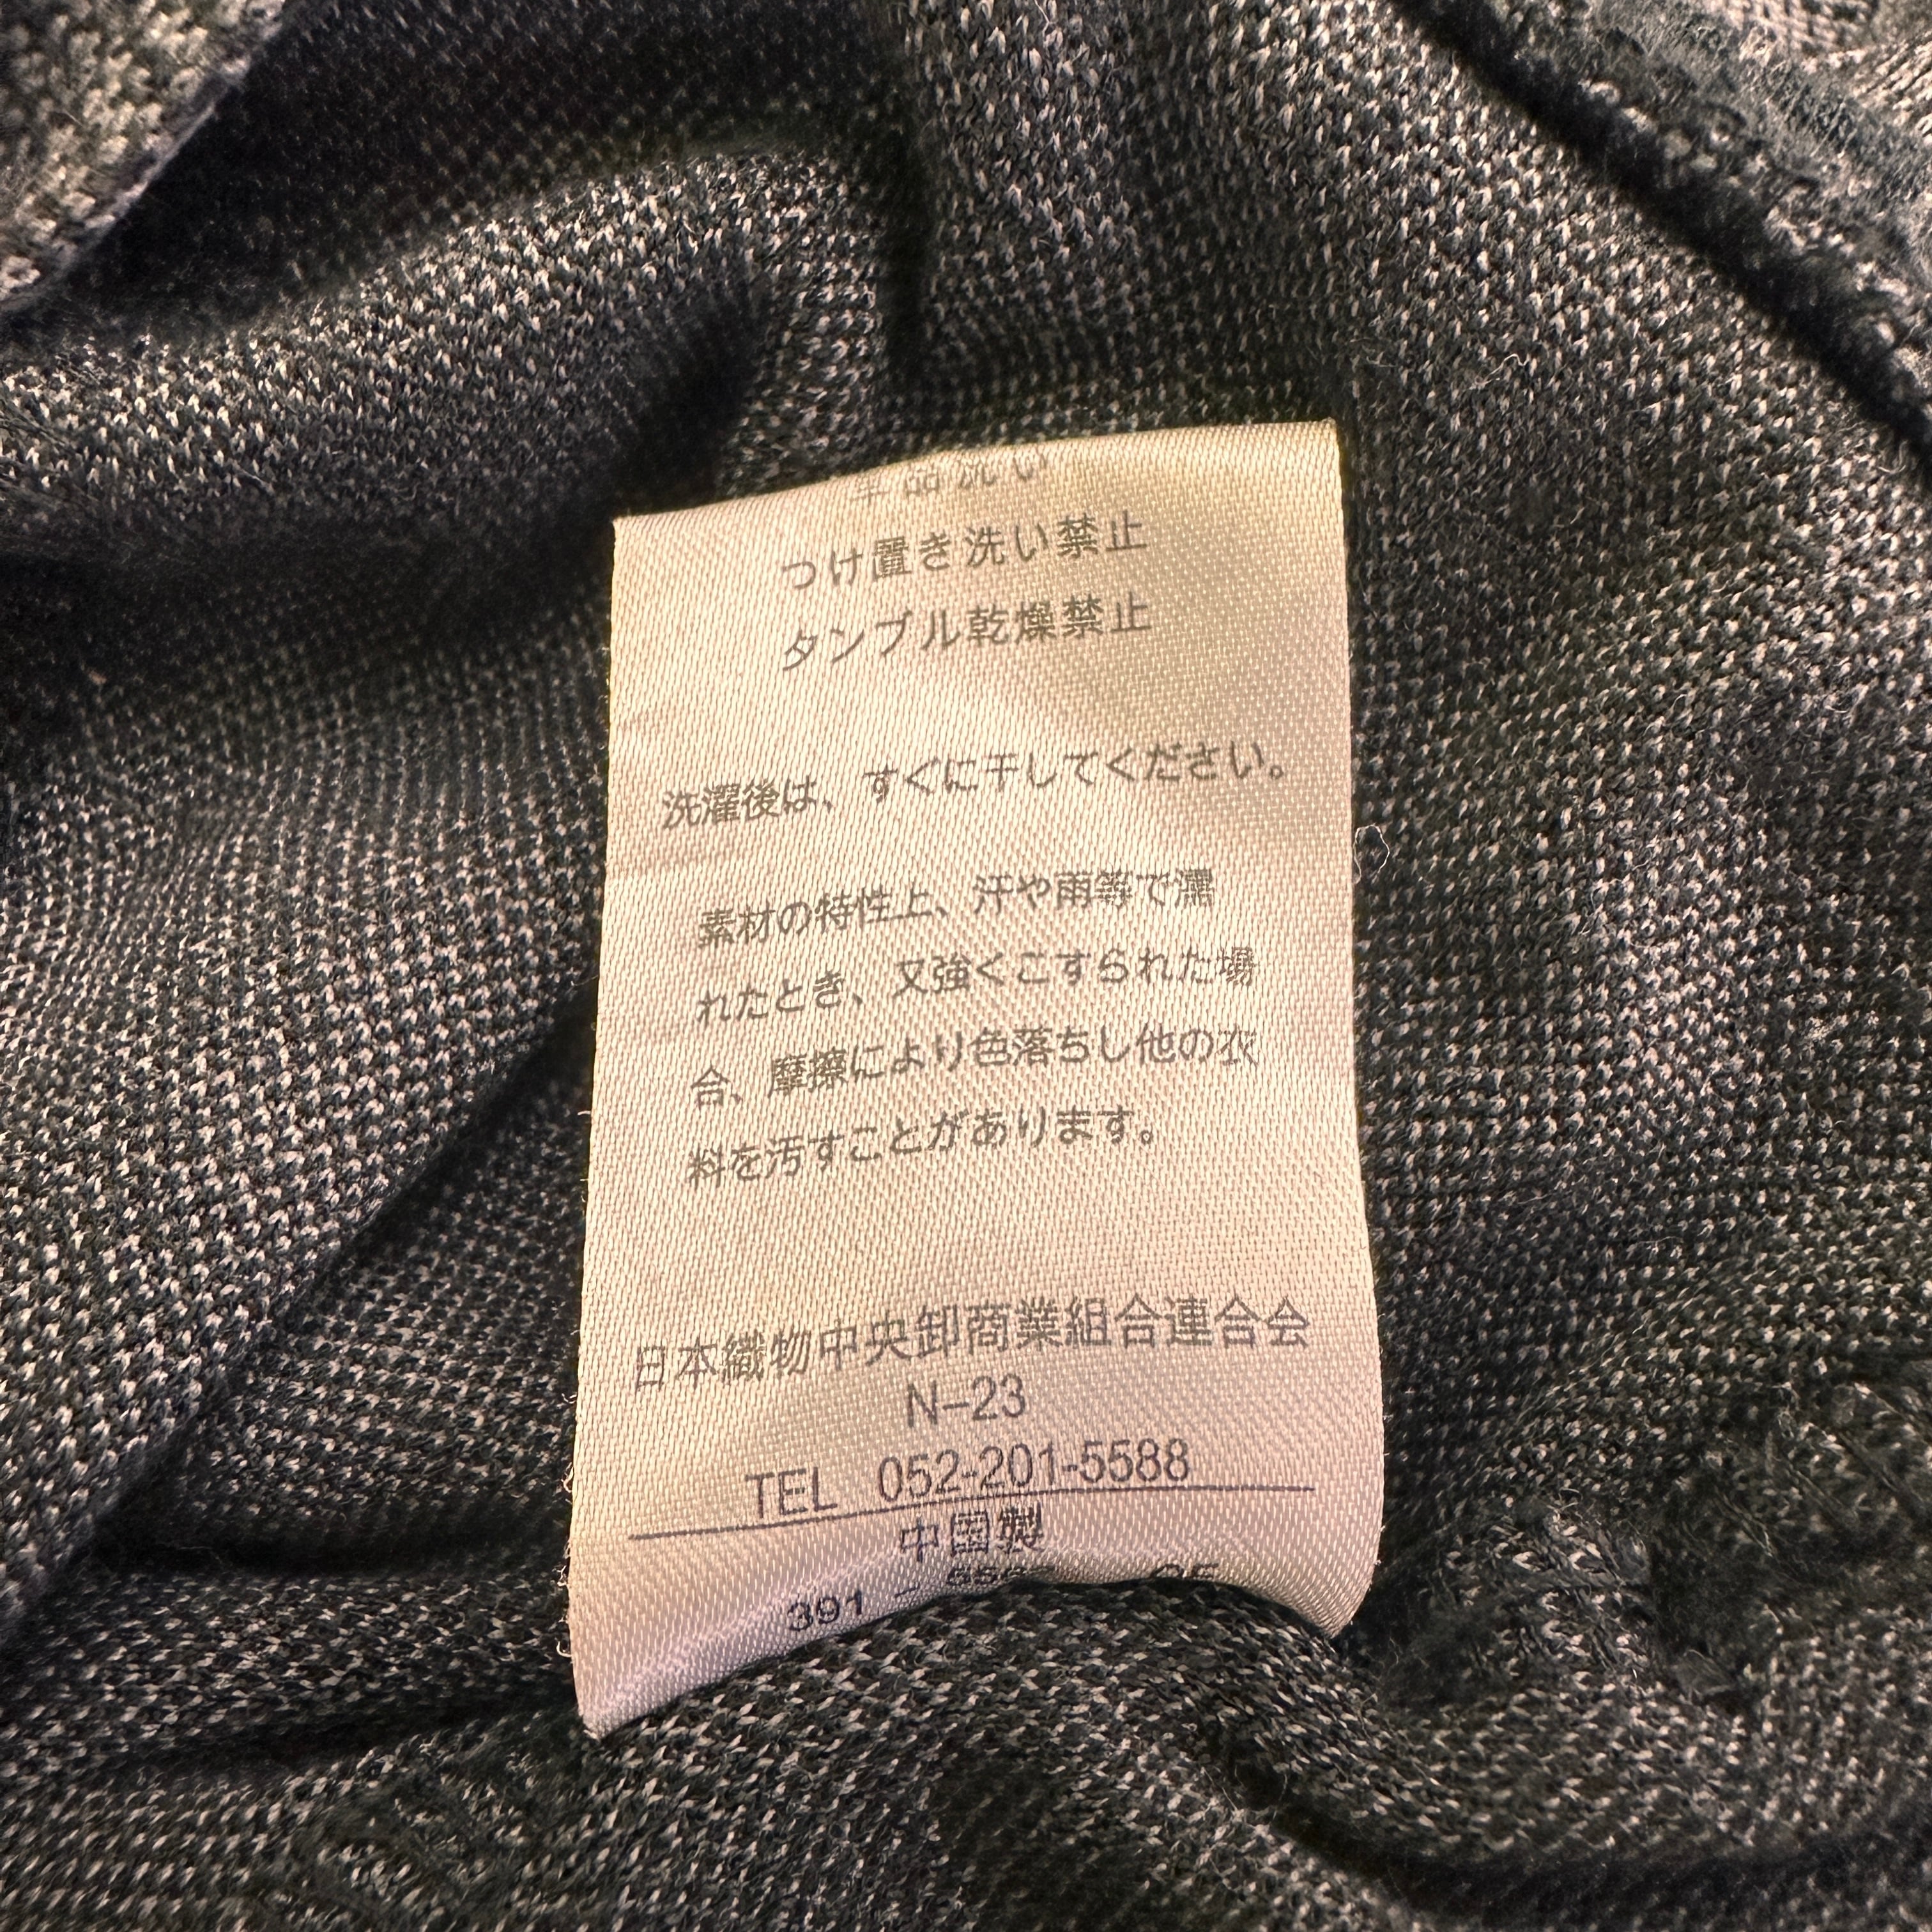 単品洗い
つけ置き洗い禁止
タンブル乾燥禁止
洗濯後は、すぐに干してください。
素材の特性上、汗や雨等で濡
れたとき、又強くこすられた場
合、摩擦により色落ちし他の衣
料を汚すことがあります。
日本織物中央卸商業組合連合会
N-23
TEL 052-201-5588
中国製
391 -